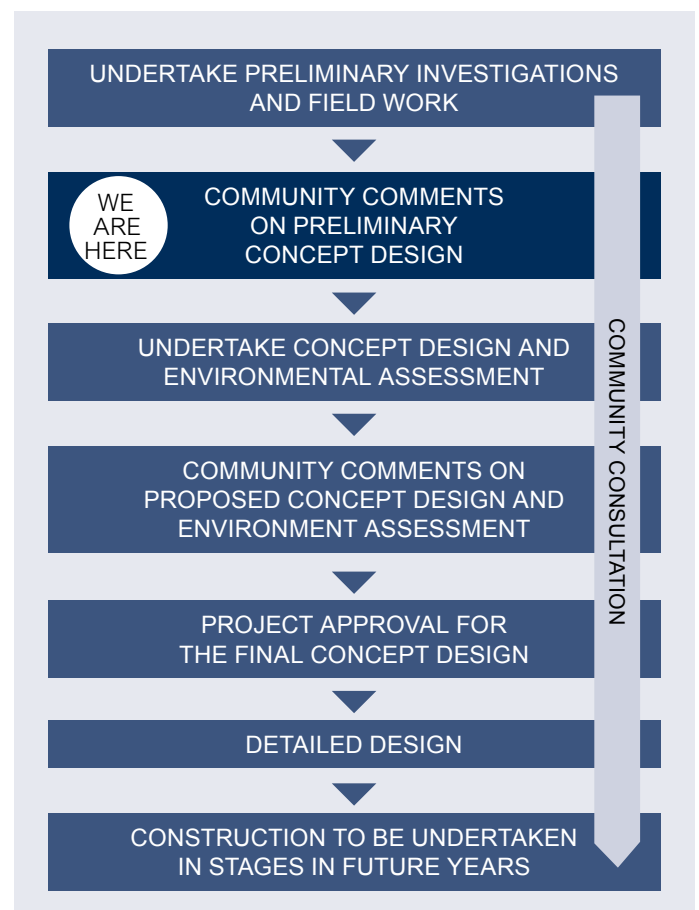 UNDERTAKE PRELIMINARY INVESTIGATIONS
AND FIELD WORK
WE
ARE
HERE
COMMUNITY COMMENTS
ON PRELIMINARY
CONCEPT DESIGN
UNDERTAKE CONCEPT DESIGN AND
ENVIRONMENTAL ASSESSMENT
COMMUNITY COMMENTS ON
PROPOSED CONCEPT DESIGN AND
ENVIRONMENT ASSESSMENT
PROJECT APPROVAL FOR
THE FINAL CONCEPT DESIGN
DETAILED DESIGN
CONSTRUCTION TO BE UNDERTAKEN
IN STAGES IN FUTURE YEARS
COMMUNITY CONSULTATION